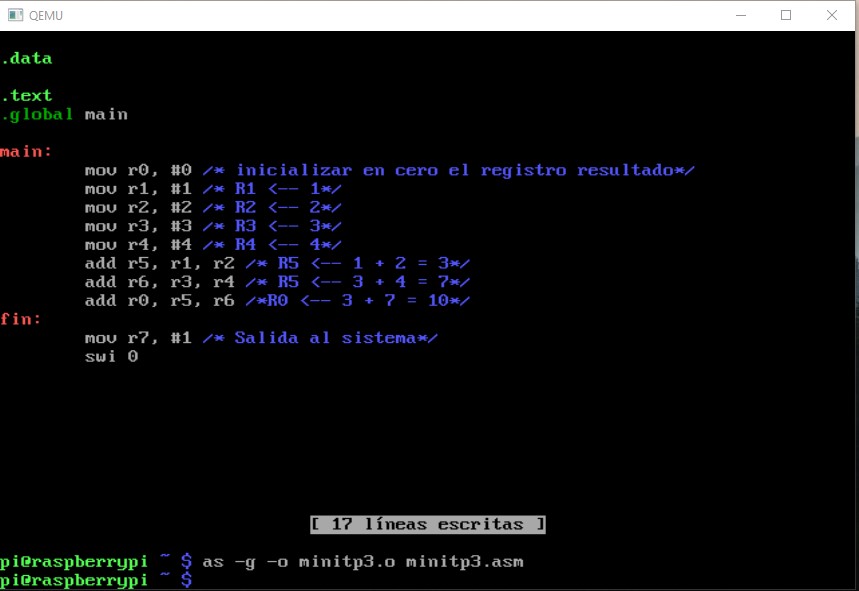 QEMU
.data
.text
.global main
main:
mov r0, #0 /* inicializar en cero el registro resultado*/
mov r1, #1 /* R1 <-- 1*/
mov r2, #2 /* R2 <-- 2*/
mov r3, #3 /* R3 <-- 3*/
mov r4, #4 /* R4 <-- 4*/
add r5, r1, r2 /* R5 <-- 1 + 2 = 3*/
add r6, r3, r4 /* R5 <-- 3 + 4 = 7*/
add r0, r5, r6 /*R0 <-- 3 + 7 = 10*/
fin:
mov r7, #1 /* Salida al sistema*/
swi 0
[ 17 líneas escritas ]
pi@raspberrypi ~ $ as -g -o minitp3.o minitp3.asm
pi@raspberrypi ~ $